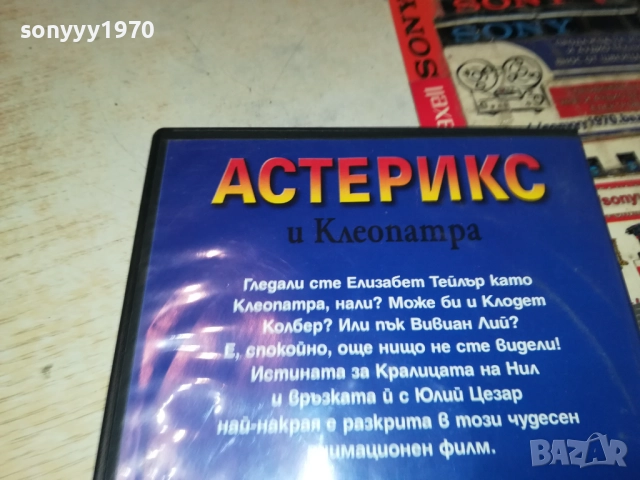 sonyyy1970
SONY
SONY
АСТЕРИКС
и Клеопатра
Гледали сте Елизабет Тейлър като
Клеопатра, нали? Може би и Клодет
Колбер? Или пък Вивиан Лий?
Е, спокойно, още нищо не сте видели!
Истината за Кралицата на Нил
и връзката й с Юлий Цезар
най-накрая е разкрита в този чудесен
филм.
BAZAR